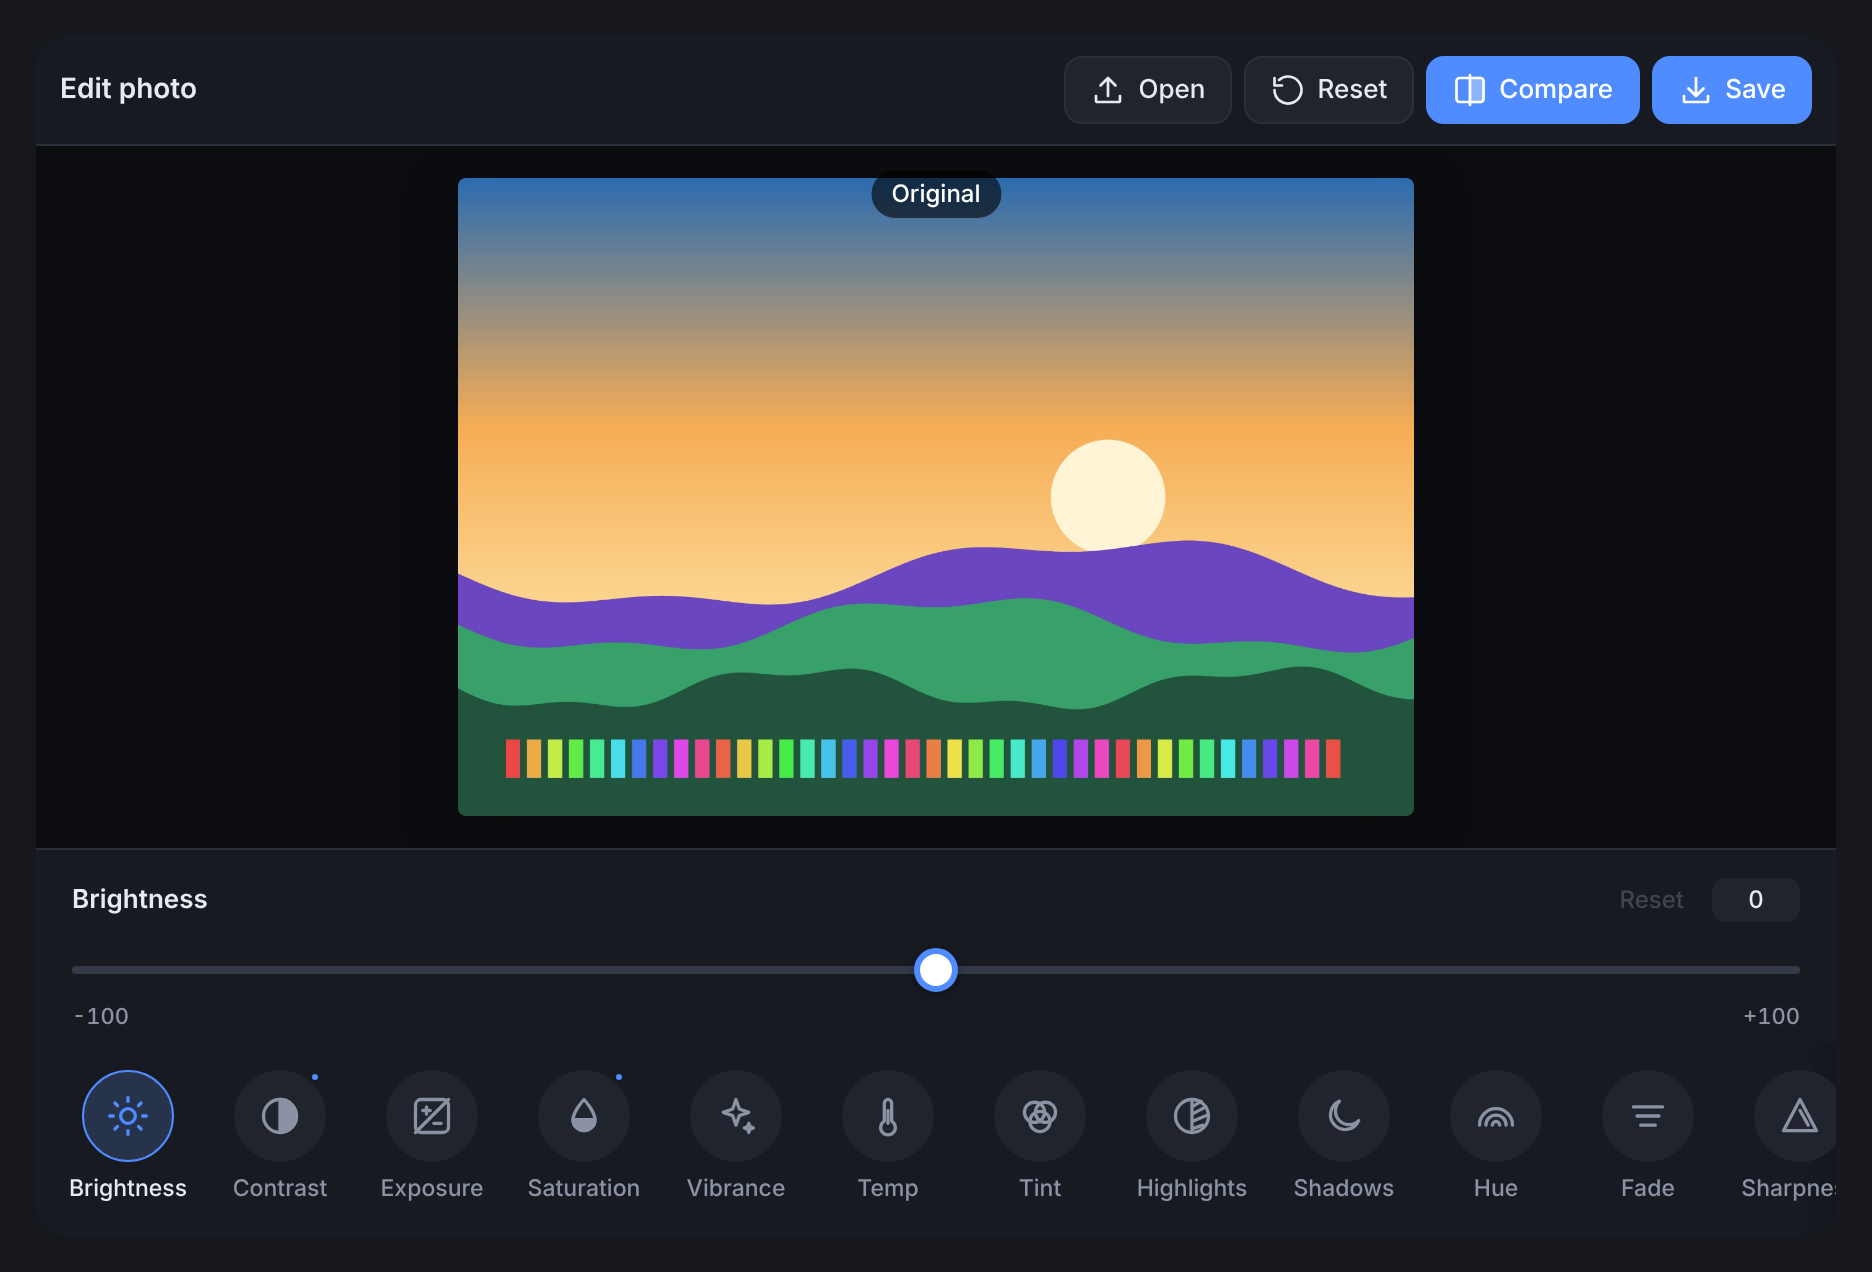 Edit photo
Open
Reset
Compare
Save
Original
Brightness
Reset
0
-100
+100
Brightness
Contrast
Exposure
Saturation
Vibrance
Temp
Tint
Highlights
Shadows
Hue
Fade